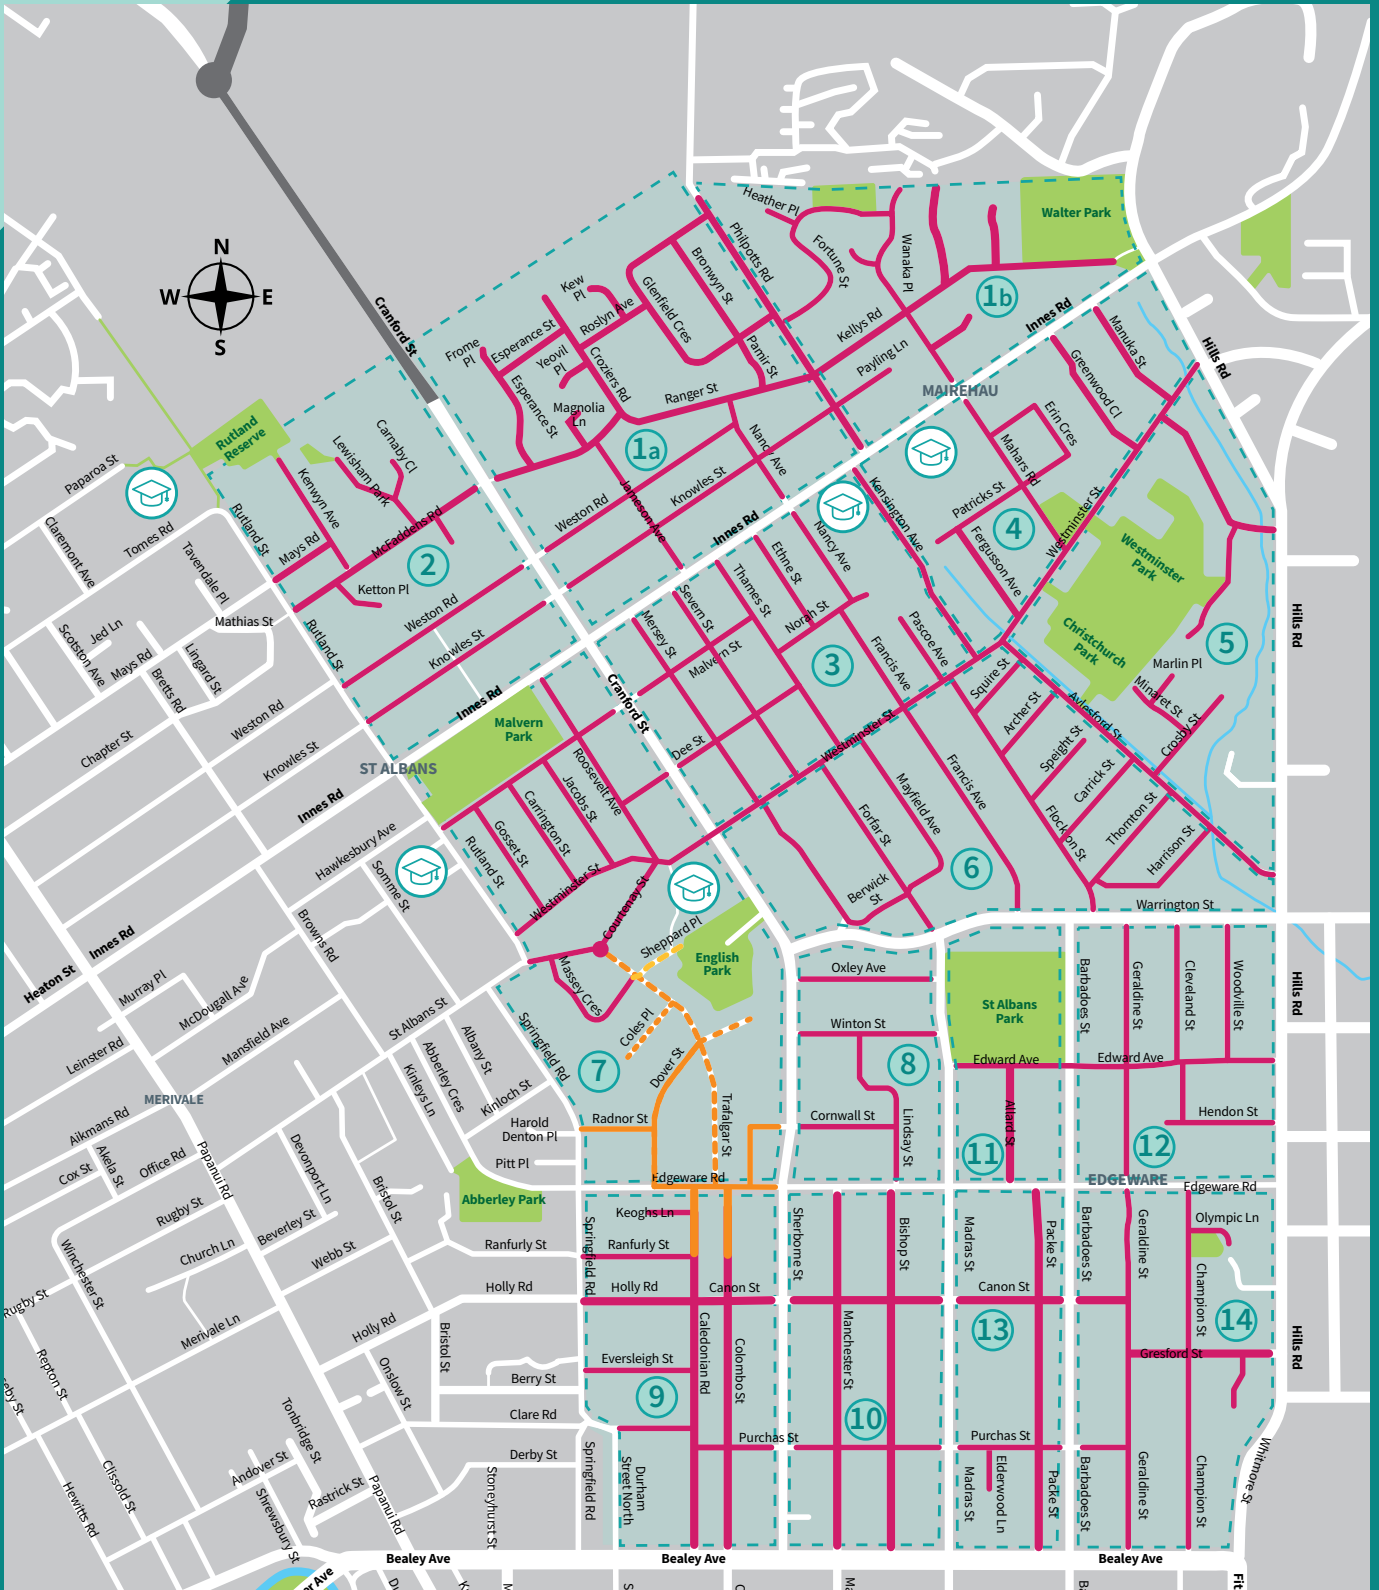 N
W
E
S
Heather Pl
Philpotts Rd
Fortune St
Wanaka Pl
Walter Park
Bronwyn St
Glenfield Cres
Kew
Pl
Roslyn Ave
1b
Cranford St
Esperance St
Frome
Pl
Yeovil
Pl
Croziers Rd
Pamir St
Kellys Rd
Innes Rd
Payling Ln
Manuka St
Hills Rd
Greenwood Cl
Esperance St
Magnolia
Ln
Ranger St
MAIREHAU
Rutland
Reserve
Lewisham Park
Carnaby Cl
1a
Nancy Ave
Erin Cres
Mahars Rd
Paparoa St
Kenwyn Ave
Rutland St
McFaddens Rd
Weston Rd
Jameson Ave
Knowles St
Innes Rd
Kensington Ave
Patricks St
Westminster St
4
Claremont Ave
Tomes Rd
Tavendale Pl
Mays Rd
2
Nancy Ave
Ethne St
Fergusson Ave
Westminster
Park
Ketton Pl
Thames St
Severn St
Norah St
Mathias St
Weston Rd
Knowles St
Rutland St
Mersey St
Malvern St
3
Francis Ave
Pascoe Ave
Christchurch
Park
5
Hills Rd
Jed Ln
Scotston Ave
Mays Rd
Bretts Rd
Lingard St
Squire St
Marlin Pl
Minaret St
Innes Rd
Cranford St
Archer St
Aylesford St
Crosby St
Weston Rd
Chapter St
Knowles St
Malvern
Park
Dee St
Westminster St
Speight St
Carrick St
ST ALBANS
Roosevelt Ave
Jacobs St
Carrington St
Gosset St
Rutland St
Francis Ave
Mayfield Ave
Forfar St
Flockton St
Thornton St
Harrison St
Innes Rd
Hawkesbury Ave
Somme St
Westminster St
Courtenay St
Berwick
St
6
Warrington St
Browns Rd
Innes Rd
Heaton St
Sheppard Pl
English
Park
Massey Cres
Murray Pl
McDougall Ave
Mansfield Ave
St Albans St
Springfield Rd
Coles Pl
Dover St
7
Oxley Ave
Winton St
8
St Albans
Park
Barbadoes St
Geraldine St
Cleveland St
Woodville St
Hills Rd
Leinster Rd
Albany St
Abberley Cres
Kinleys Ln
Kinloch St
Edward Ave
Edward Ave
MERIVALE
Aikmans Rd
Akela St
Cox St
Office Rd
Papanui Rd
Devonport Ln
Harold
Denton Pl
Pitt Pl
Radnor St
Trafalgar St
Cornwall St
Lindsay St
Allard St
11
12
Hendon St
Edgeware Rd
EDGEWARE
Edgeware Rd
Abberley Park
Bristol St
Rugby St
Church Ln
Beverley St
Webb St
Winchester St
Keoghs Ln
Ranfurly St
Ranfurly St
Springfield Rd
Holly Rd
Holly Rd
Canon St
Sherborne St
Bishop St
Madras St
Packe St
Canon St
Barbadoes St
Geraldine St
Olympic Ln
Champion St
Rugby St
Merivale Ln
Holly Rd
Bristol St
Caledonian Rd
Colombo St
Manchester St
13
14
Gresford St
Hills Rd
Repton St
Onslow St
Eversleigh St
Berry St
9
Clare Rd
10
Purchas St
Purchas St
Tonbridge St
Derby St
Andover St
Shrewsbury St
Rastrick St
Papanui Rd
Stoneyhurst St
Springfield Rd
Durham
Street North
Madras St
Elderwood Ln
Packe St
Barbadoes St
Geraldine St
Champion St
Whitmore St
Clissold St
Hewitts Rd
Bealey Ave
Bealey Ave
Bealey Ave